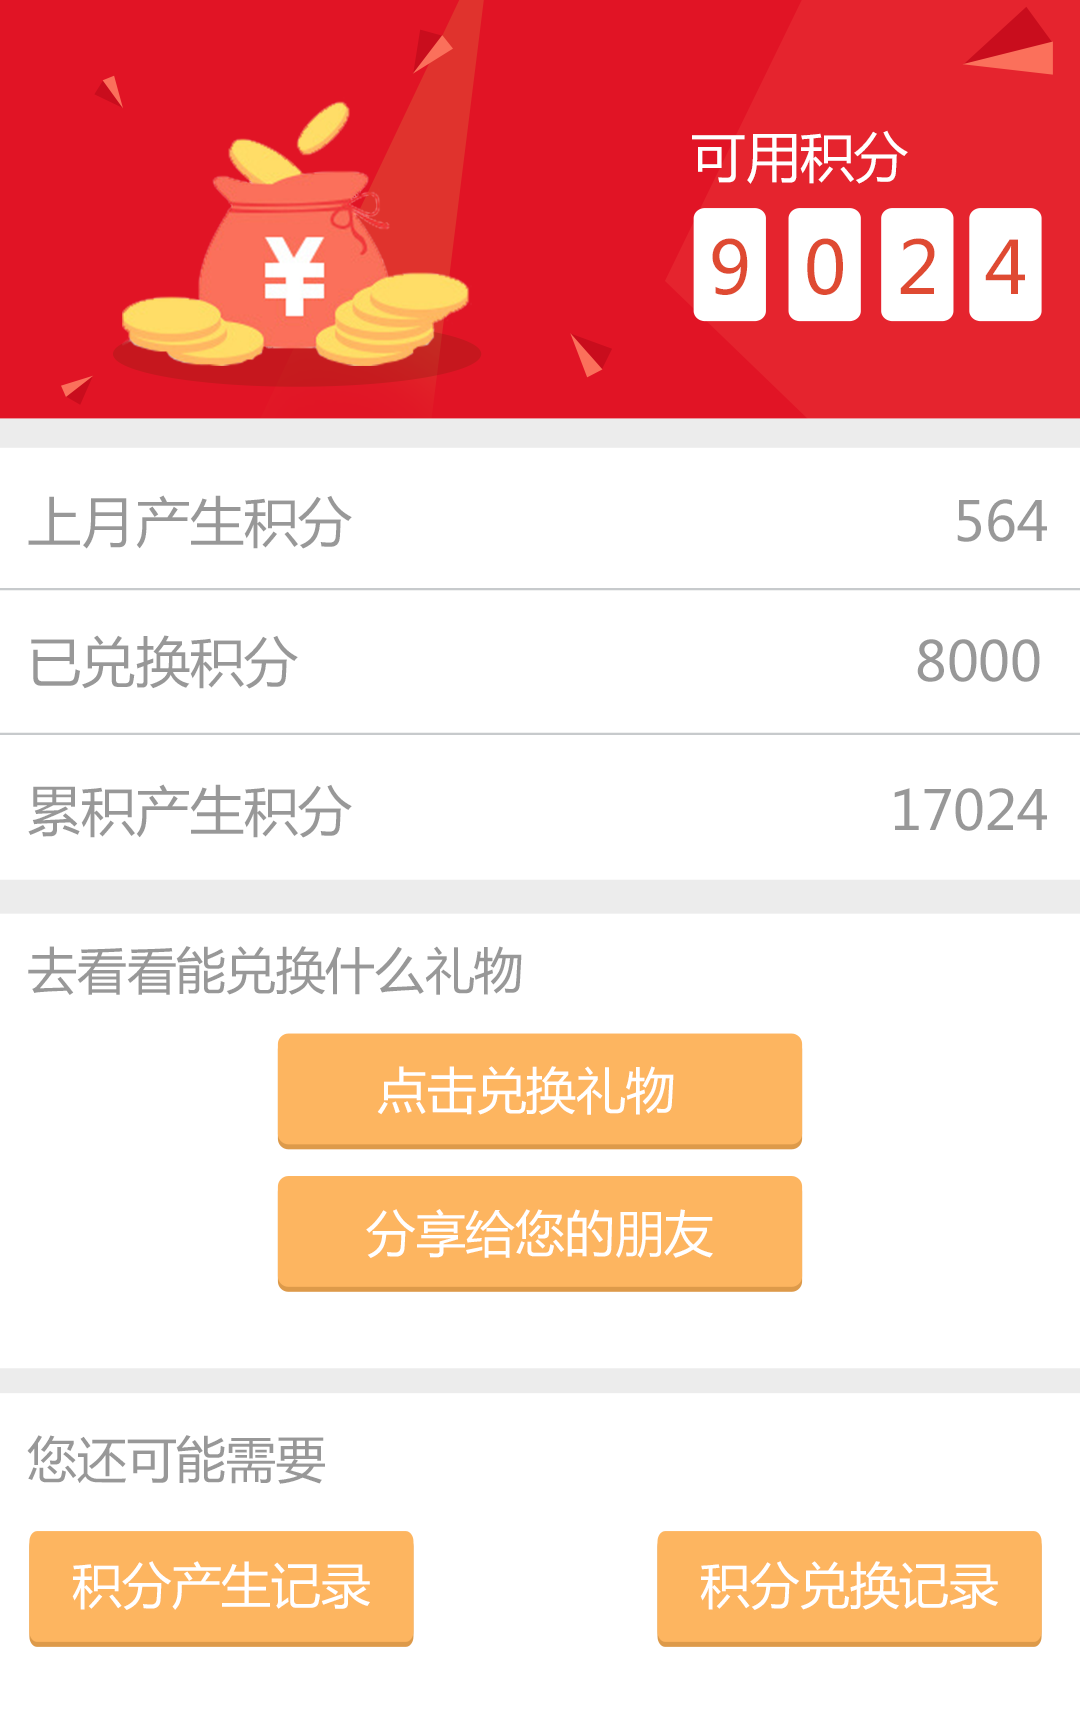 可用积分
¥
9 0 2 4
上月产生积分 564
已兑换积分 8000
累积产生积分 17024
去看看能兑换什么礼物
点击兑换礼物
分享给您的朋友
您还可能需要
积分产生记录 积分兑换记录